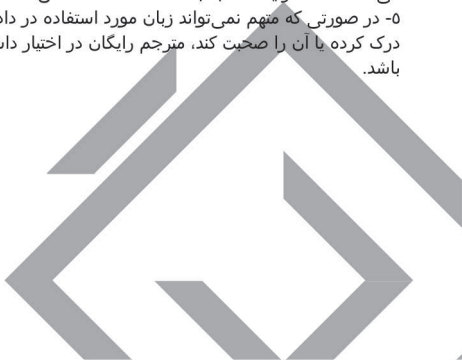 ۵- در صورتی که متهم نمی‌تواند زبان مورد استفاده در
درک کرده یا آن را صحبت کند، مترجم رایگان در اختیار
باشد.